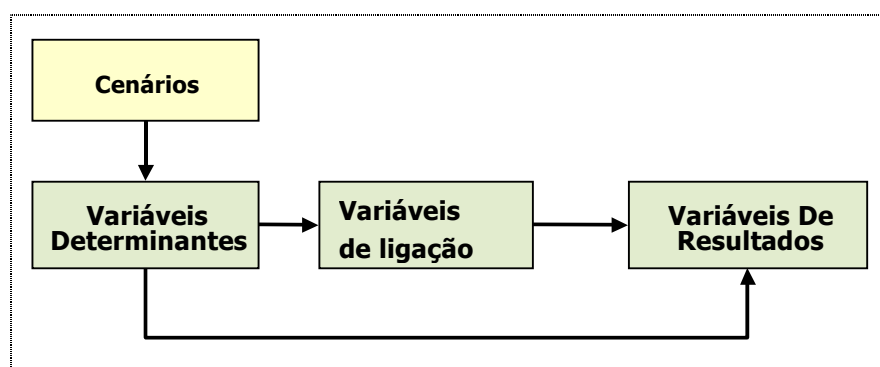 Cenários
Variáveis
Determinantes
Variáveis
de ligação
Variáveis De
Resultados